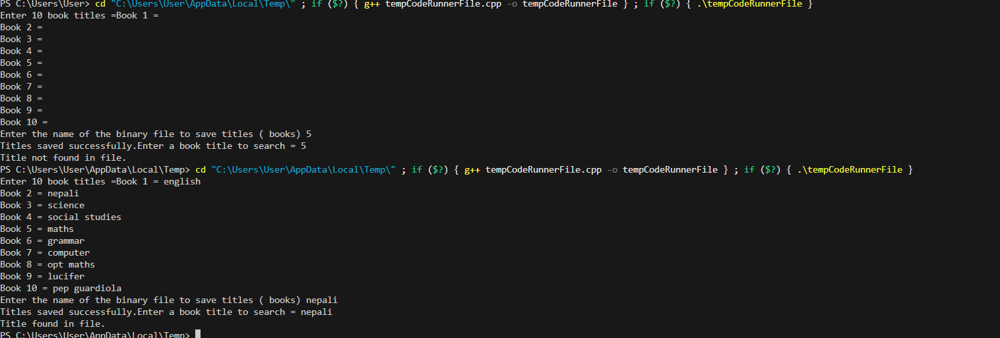 PS C:\Users\User> cd "C:\Users\User\AppData\Local\Temp\" ; if ($?) { g++ tempCodeRunnerFile.cpp -o tempCodeRunnerFile } ; if ($?) { .\tempCodeRunnerFile }
Enter 10 book titles =Book 1 =
Book 2 =
Book 3 =
Book 4 =
Book 5 =
Book 6 =
Book 7 =
Book 8 =
Book 9 =
Book 10 =
Enter the name of the binary file to save titles ( books) 5
Titles saved successfully.Enter a book title to search = 5
Title not found in file.
PS C:\Users\User\AppData\Local\Temp> cd "C:\Users\User\AppData\Local\Temp\" ; if ($?) { g++ tempCodeRunnerFile.cpp -o tempCodeRunnerFile } ; if ($?) { .\tempCodeRunnerFile }
Enter 10 book titles =Book 1 = english
Book 2 = nepali
Book 3 = science
Book 4 = social studies
Book 5 = maths
Book 6 = grammar
Book 7 = computer
Book 8 = opt maths
Book 9 = lucifer
Book 10 = pep guardiola
Enter the name of the binary file to save titles ( books) nepali
Titles saved successfully.Enter a book title to search = nepali
Title found in file.
PS C:\Users\User\AppData\Local\Temp>